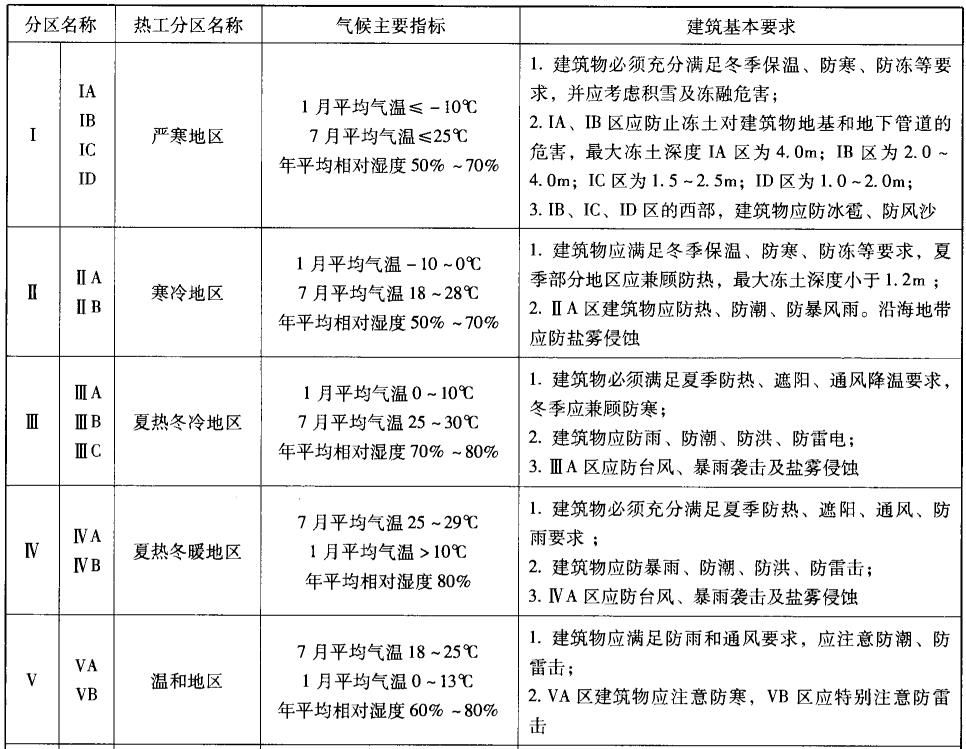 分区名称 热工分区名称 气候主要指标 建筑基本要求
Ⅰ
ⅠA
ⅠB
ⅠC
ⅠD
严寒地区
1月平均气温≤-10℃
7月平均气温≤25℃
年平均相对湿度50%~70%
1. 建筑物必须充分满足冬季保温、防寒、防冻等要
求，并应考虑积雪及冻融危害；
2. ⅠA、ⅠB区应防止冻土对建筑物地基和地下管道的
危害，最大冻土深度ⅠA区为4.0m；ⅠB区为2.0~
4.0m；ⅠC区为1.5~2.5m；ⅠD区为1.0~2.0m；
3. ⅠB、ⅠC、ⅠD区的西部，建筑物应防冰雹、防风沙
Ⅱ
ⅡA
ⅡB
寒冷地区
1月平均气温-10~0℃
7月平均气温18~28℃
年平均相对湿度50%~70%
1. 建筑物应满足冬季保温、防寒、防冻等要求，夏
季部分地区应兼顾防热，最大冻土深度小于1.2m；
2. ⅡA区建筑物应防热、防潮、防暴风雨。沿海地带
应防盐雾侵蚀
Ⅲ
ⅢA
ⅢB
ⅢC
夏热冬冷地区
1月平均气温0~10℃
7月平均气温25~30℃
年平均相对湿度70%~80%
1. 建筑物必须满足夏季防热、遮阳、通风降温要求，
冬季应兼顾防寒；
2. 建筑物应防雨、防潮、防洪、防雷电；
3. ⅢA区应防台风、暴雨袭击及盐雾侵蚀
Ⅳ
ⅣA
ⅣB
夏热冬暖地区
7月平均气温25~29℃
1月平均气温>10℃
年平均相对湿度80%
1. 建筑物必须充分满足夏季防热、遮阳、通风、防
雨要求；
2. 建筑物应防暴雨、防潮、防洪、防雷击；
3. ⅣA区应防台风、暴雨袭击及盐雾侵蚀
Ⅴ
ⅤA
ⅤB
温和地区
7月平均气温18~25℃
1月平均气温0~13℃
年平均相对湿度60%~80%
1. 建筑物应满足防雨和通风要求，应注意防潮、防
雷击；
2. ⅤA区建筑物应注意防寒，ⅤB区应特别注意防雷
击